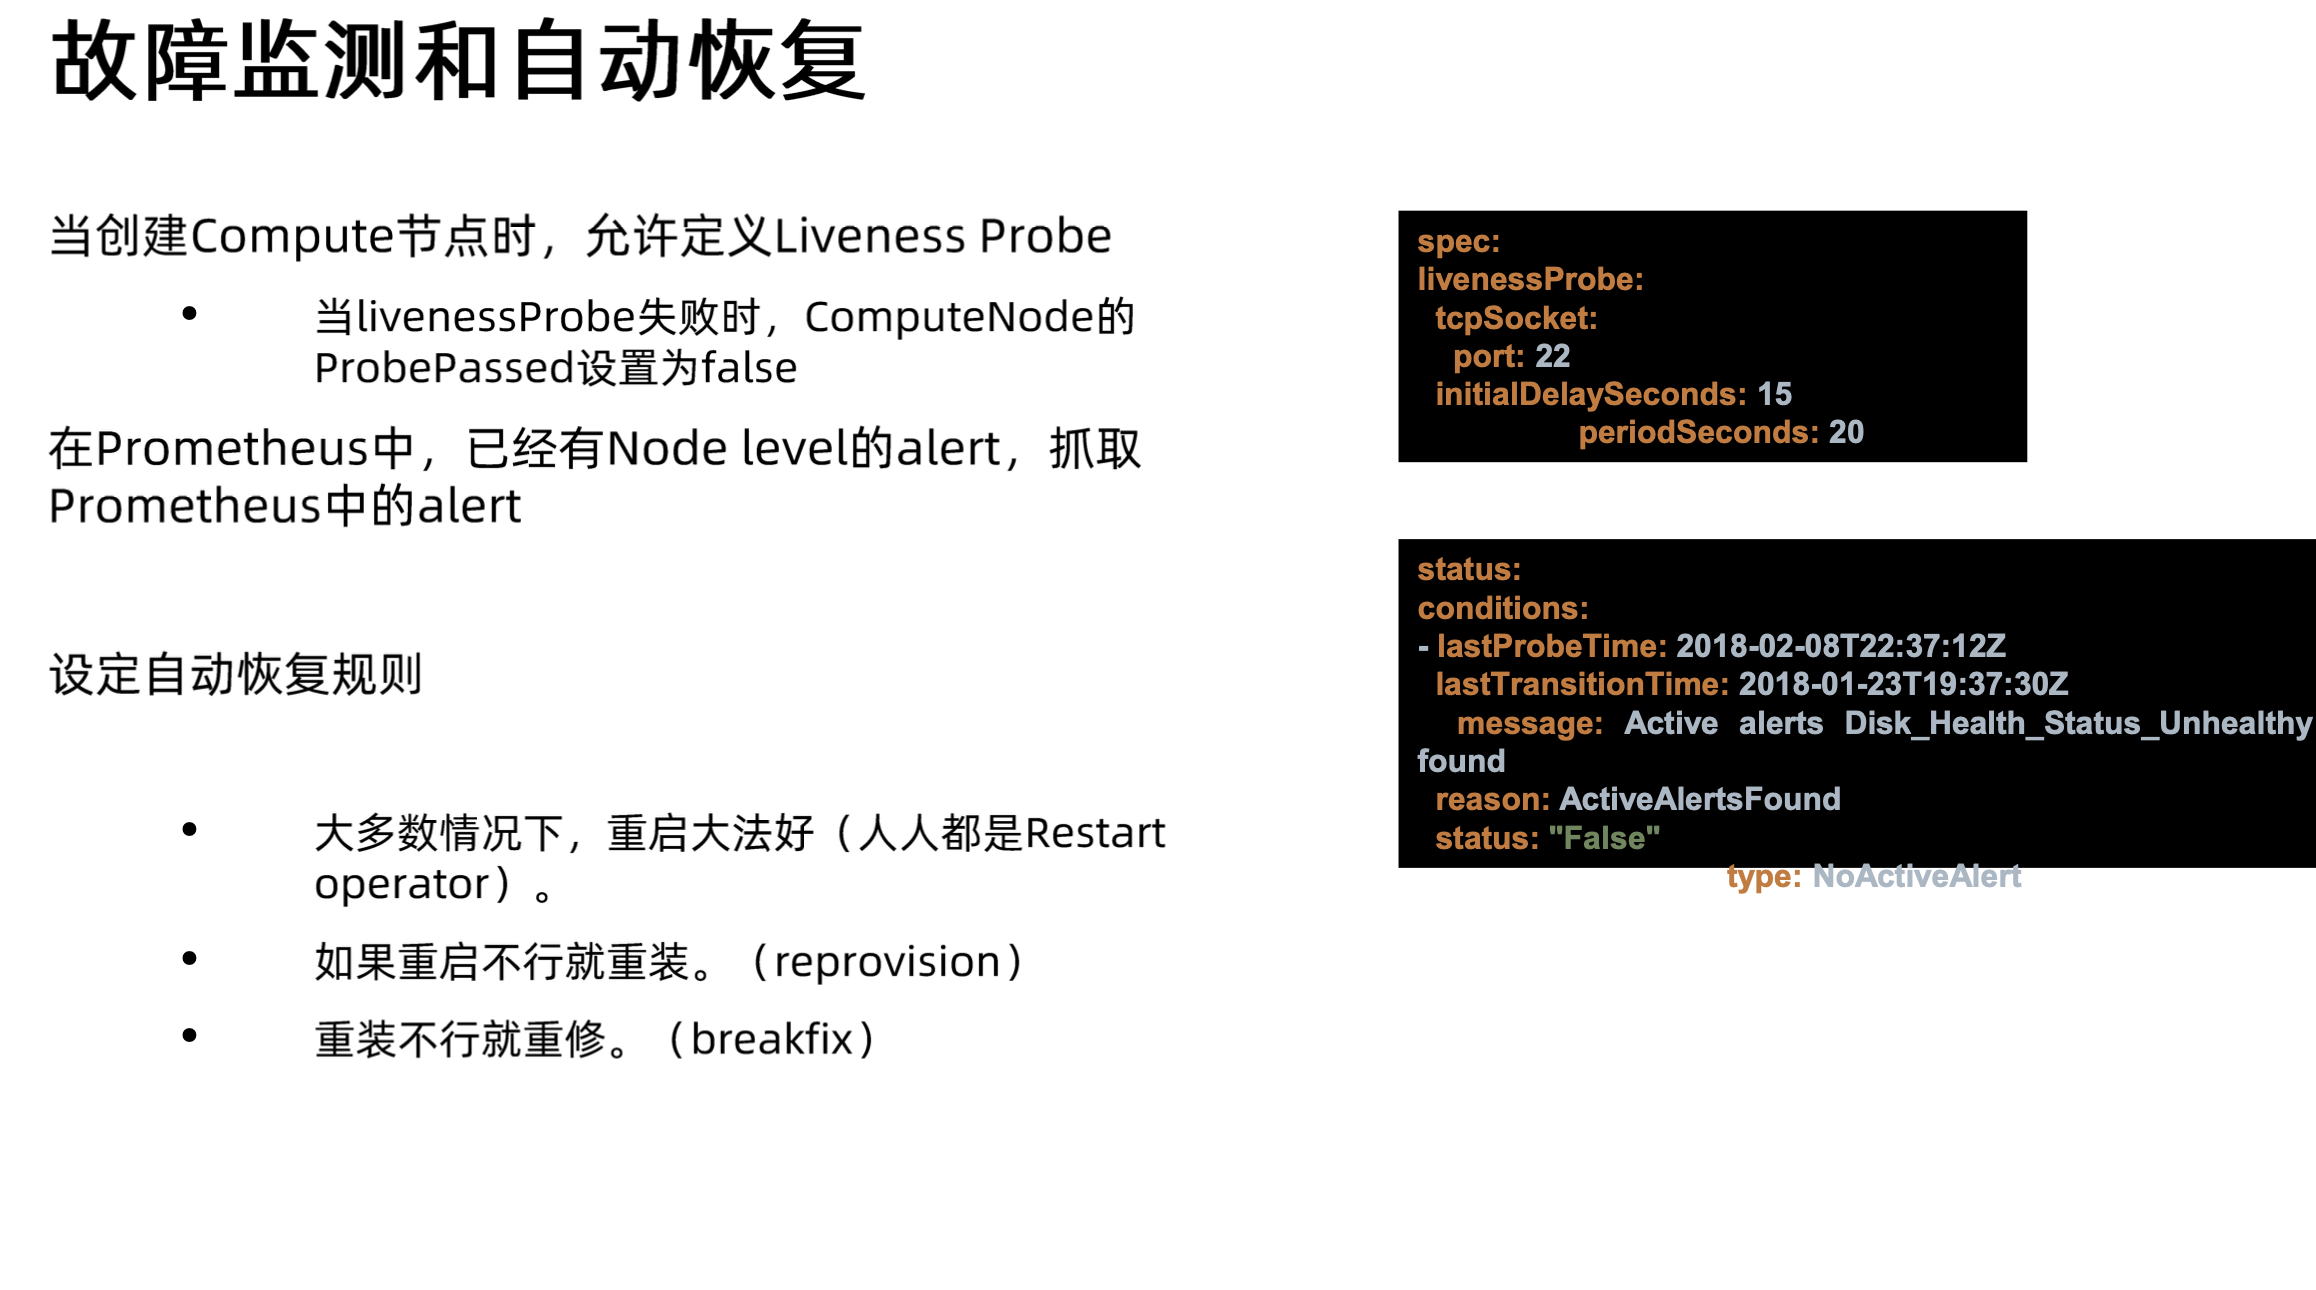 故障监测和自动恢复
当创建Compute节点时，允许定义Liveness Probe
• 当livenessProbe失败时，ComputeNode的
ProbePassed设置为false
在Prometheus中，已经有Node level的alert，抓取
Prometheus中的alert
设定自动恢复规则
• 大多数情况下，重启大法好（人人都是Restart
operator）。
• 如果重启不行就重装。（reprovision）
• 重装不行就重修。（breakfix）
spec:
livenessProbe:
  tcpSocket:
    port: 22
  initialDelaySeconds: 15
                periodSeconds: 20
status:
conditions:
- lastProbeTime: 2018-02-08T22:37:12Z
  lastTransitionTime: 2018-01-23T19:37:30Z
    message: Active alerts Disk_Health_Status_Unhealthy
found
  reason: ActiveAlertsFound
  status: "False"
                type: NoActiveAlert